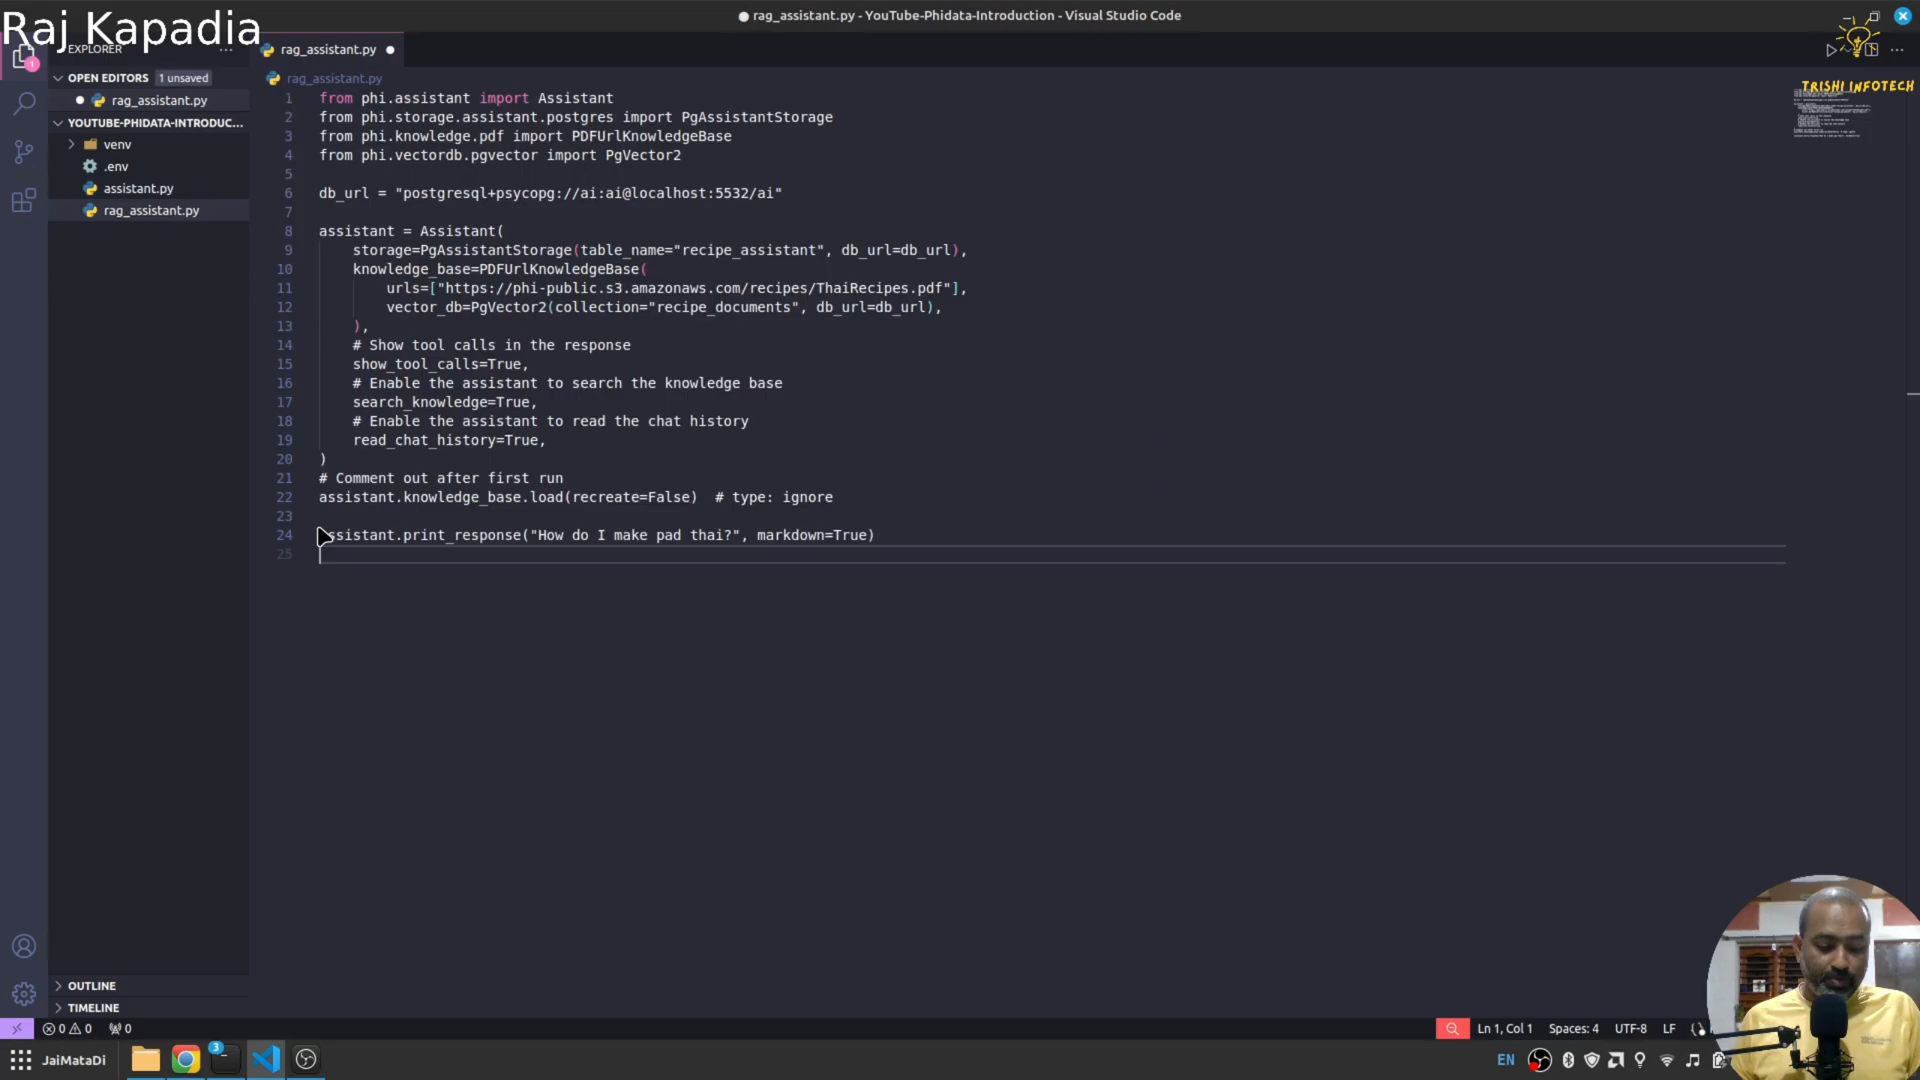 Raj Kapadia
rag_assistant.py - YouTube-Phidata-Introduction - Visual Studio Code
EXPLORER
rag_assistant.py
TRISHI INFOTECH
OPEN EDITORS 1 unsaved
rag_assistant.py
rag_assistant.py
YOUTUBE-PHIDATA-INTRODUC...
venv
.env
assistant.py
rag_assistant.py
1 from phi.assistant import Assistant
2 from phi.storage.assistant.postgres import PgAssistantStorage
3 from phi.knowledge.pdf import PDFUrlKnowledgeBase
4 from phi.vectordb.pgvector import PgVector2
5
6 db_url = "postgresql+psycopg://ai:ai@localhost:5532/ai"
7
8 assistant = Assistant(
9 storage=PgAssistantStorage(table_name="recipe_assistant", db_url=db_url),
10 knowledge_base=PDFUrlKnowledgeBase(
11 urls=["https://phi-public.s3.amazonaws.com/recipes/ThaiRecipes.pdf"],
12 vector_db=PgVector2(collection="recipe_documents", db_url=db_url),
13 ),
14 # Show tool calls in the response
15 show_tool_calls=True,
16 # Enable the assistant to search the knowledge base
17 search_knowledge=True,
18 # Enable the assistant to read the chat history
19 read_chat_history=True,
20 )
21 # Comment out after first run
22 assistant.knowledge_base.load(recreate=False) # type: ignore
23
24 assistant.print_response("How do I make pad thai?", markdown=True)
25
OUTLINE
TIMELINE
0 0 0
Ln 1, Col 1 Spaces: 4 UTF-8 LF
JaiMataDi
3
EN